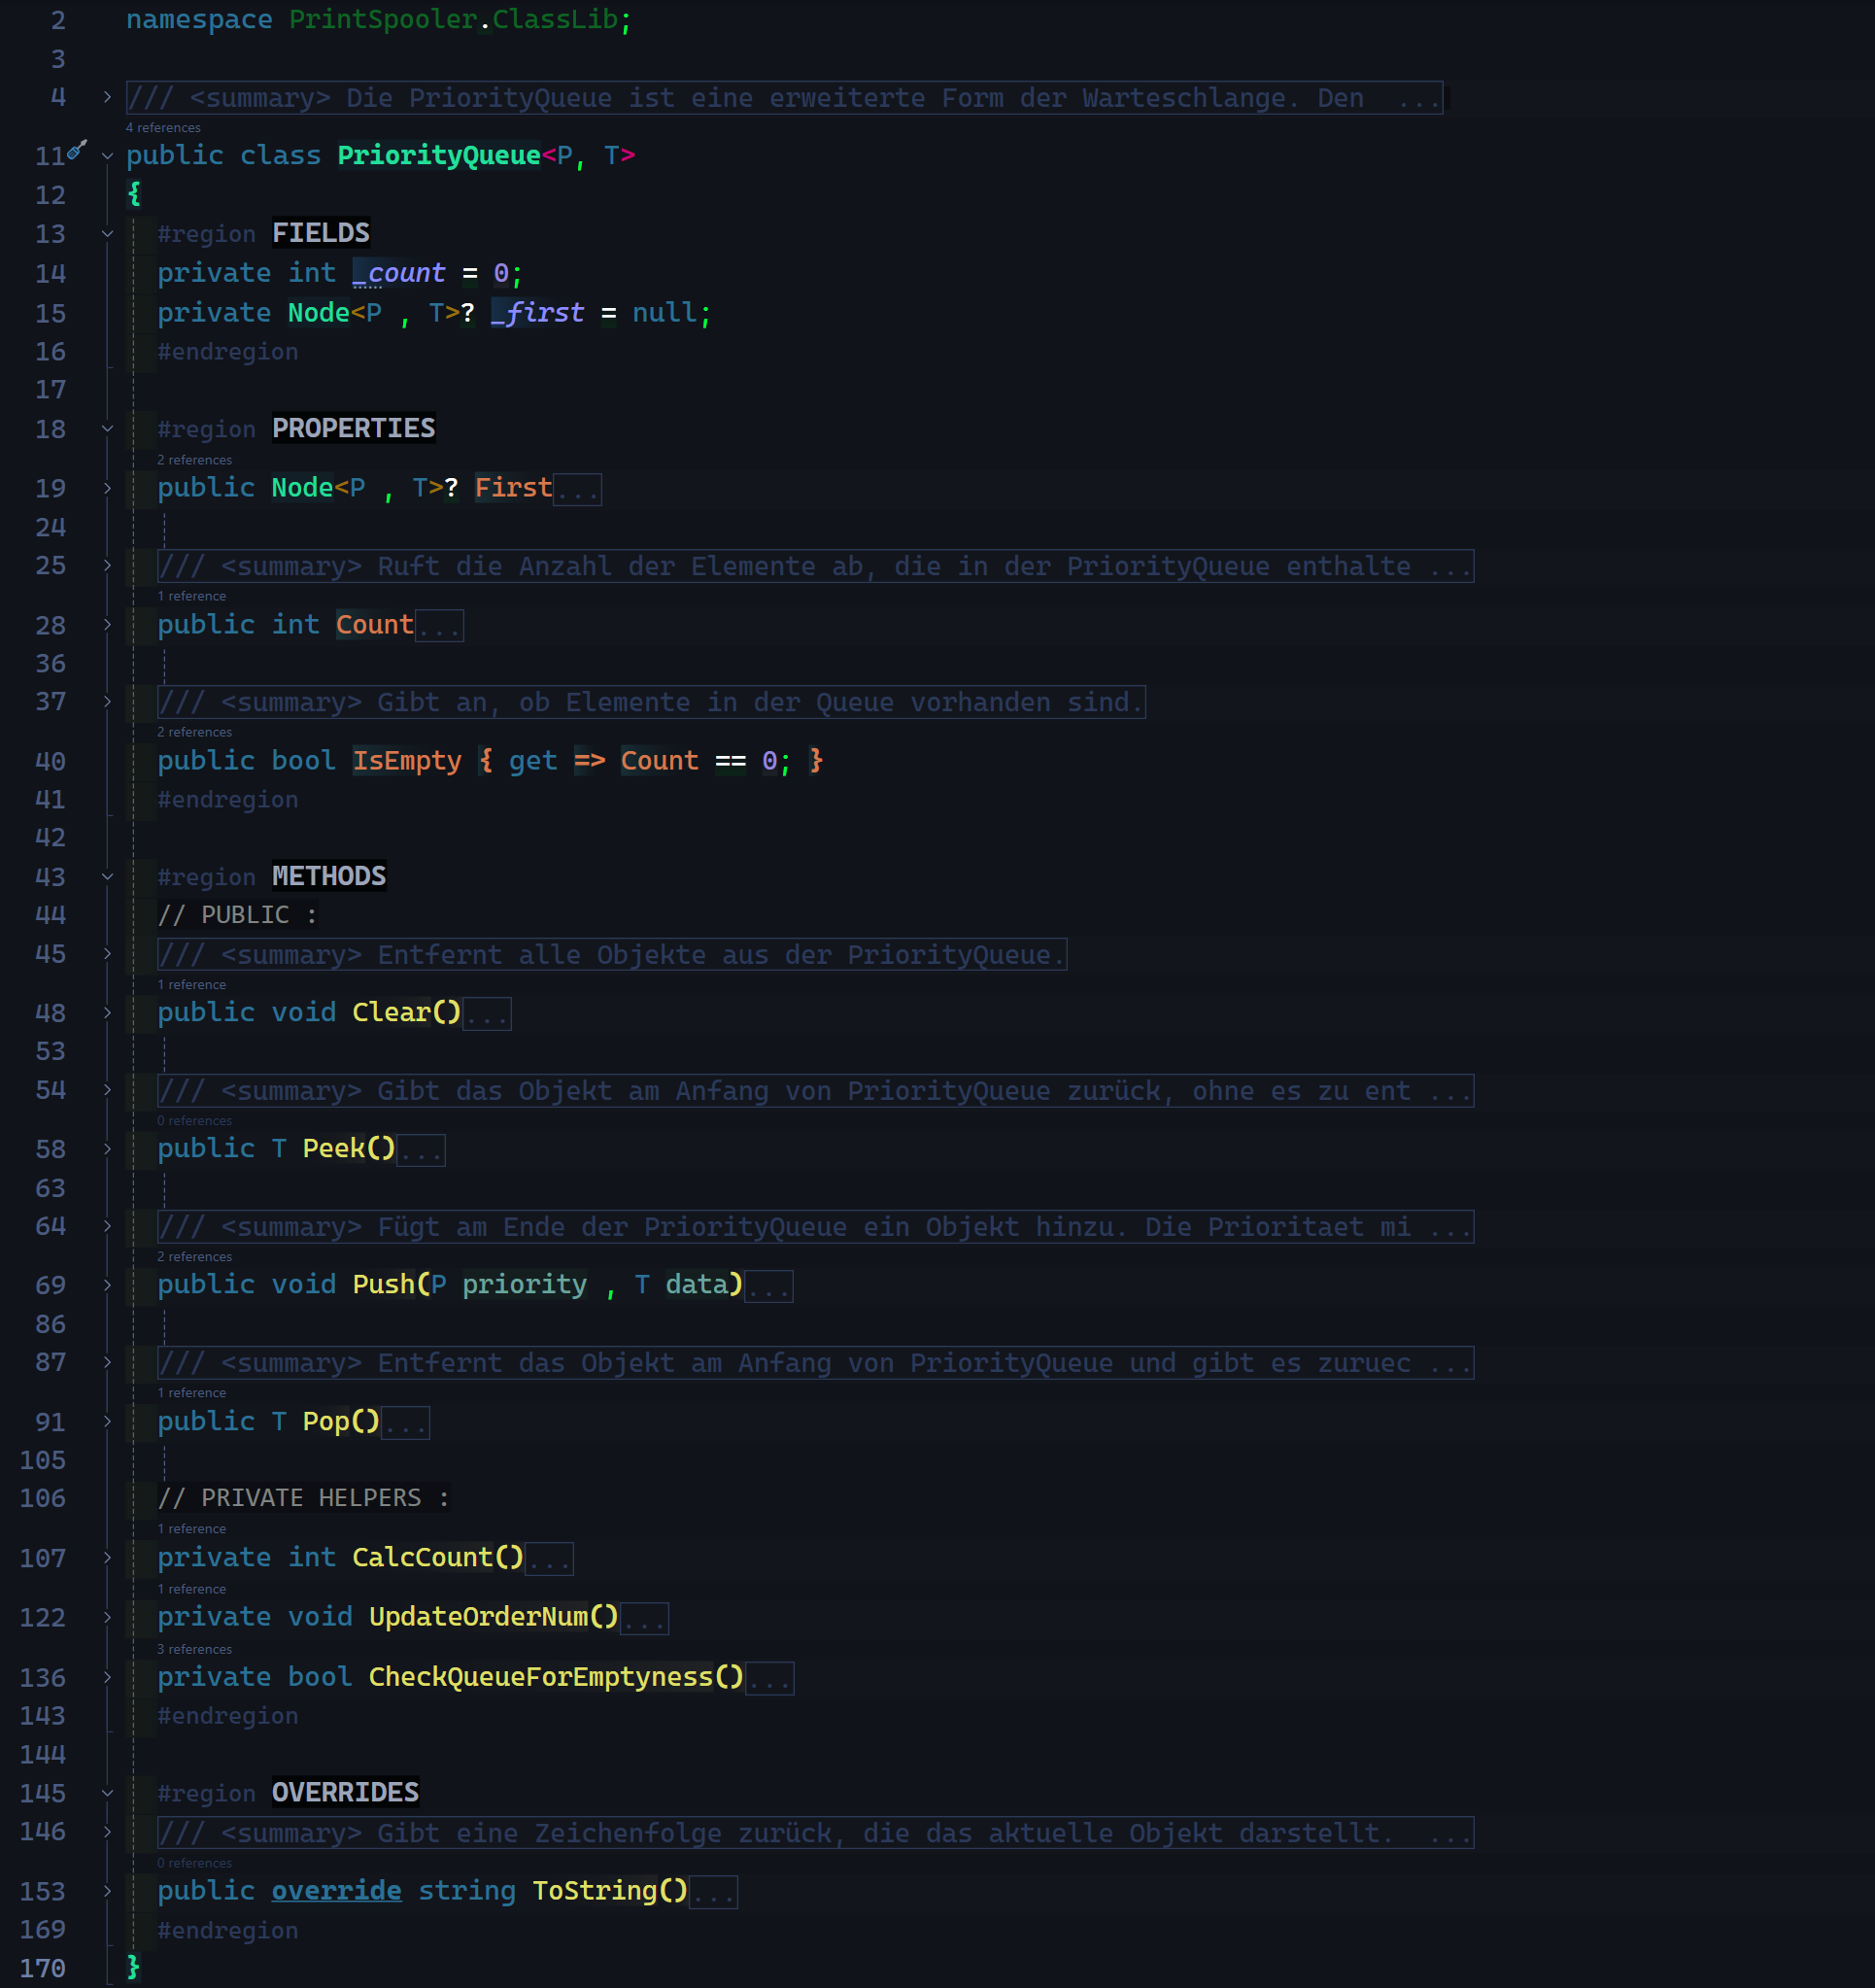 2 namespace PrintSpooler.ClassLib;
3
4 /// <summary> Die PriorityQueue ist eine erweiterte Form der Warteschlange. Den ...
4 references
11 public class PriorityQueue<P, T>
12 {
13 #region FIELDS
14 private int _count = 0;
15 private Node<P , T>? _first = null;
16 #endregion
17
18 #region PROPERTIES
2 references
19 public Node<P , T>? First...
24
25 /// <summary> Ruft die Anzahl der Elemente ab, die in der PriorityQueue enthalte ...
1 reference
28 public int Count...
36
37 /// <summary> Gibt an, ob Elemente in der Queue vorhanden sind.
2 references
40 public bool IsEmpty { get => Count == 0; }
41 #endregion
42
43 #region METHODS
44 // PUBLIC :
45 /// <summary> Entfernt alle Objekte aus der PriorityQueue.
1 reference
48 public void Clear()...
53
54 /// <summary> Gibt das Objekt am Anfang von PriorityQueue zurück, ohne es zu ent ...
0 references
58 public T Peek()...
63
64 /// <summary> Fügt am Ende der PriorityQueue ein Objekt hinzu. Die Prioritaet mi ...
2 references
69 public void Push(P priority , T data)...
86
87 /// <summary> Entfernt das Objekt am Anfang von PriorityQueue und gibt es zuruec ...
1 reference
91 public T Pop()...
105
106 // PRIVATE HELPERS :
1 reference
107 private int CalcCount()...
1 reference
122 private void UpdateOrderNum()...
3 references
136 private bool CheckQueueForEmptyness()...
143 #endregion
144
145 #region OVERRIDES
146 /// <summary> Gibt eine Zeichenfolge zurück, die das aktuelle Objekt darstellt. ...
0 references
153 public override string ToString()...
169 #endregion
170 }